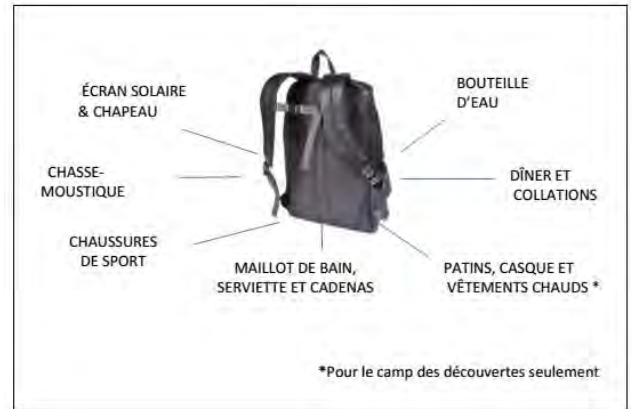 ÉCRAN SOLAIRE
& CHAPEAU
BOUTEILLE
D'EAU
CHASSE-
MOUSTIQUE
DÎNER ET
COLLATIONS
CHAUSSURES
DE SPORT
MAILLOT DE BAIN,
SERVIETTE ET CADENAS
PATINS, CASQUE ET
VÊTEMENTS CHAUDS *
*Pour le camp des découvertes seulement